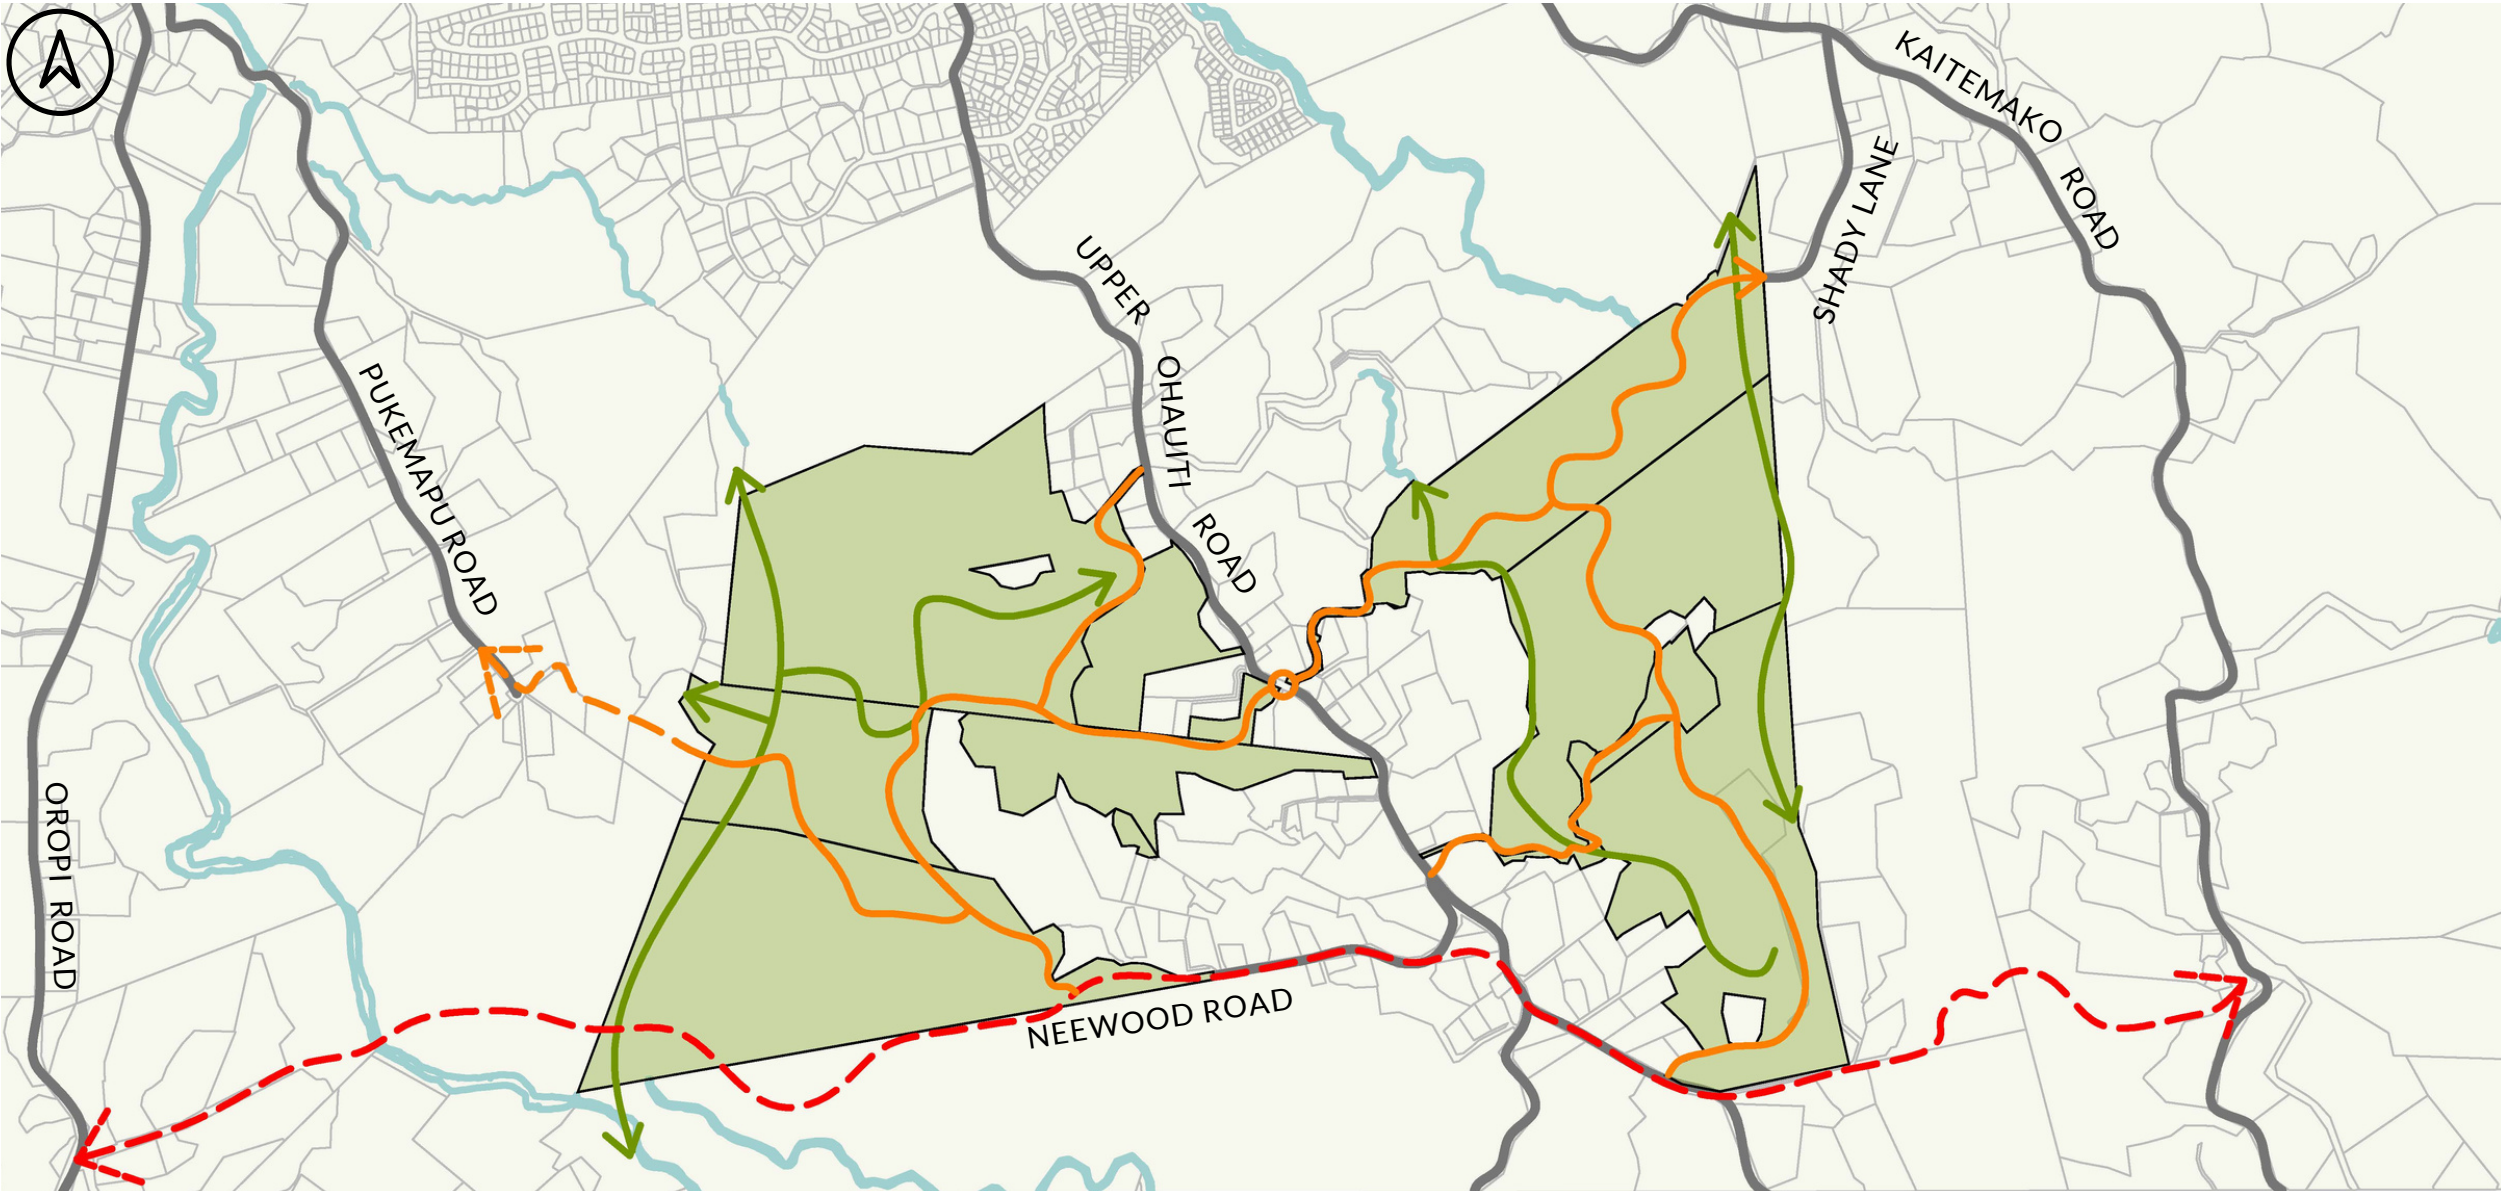 KAITEMAKO ROAD
SHADY LANE
UPPER OHAUITI ROAD
PUKEMAPU ROAD
OROPI ROAD
NEEWOOD ROAD